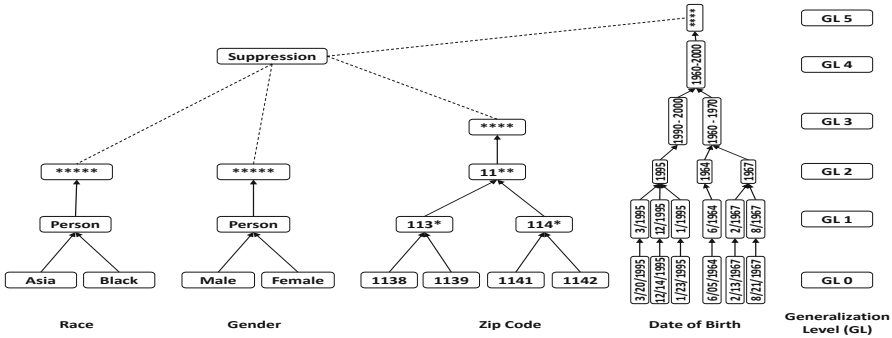 ****
GL 5
Suppression
1960-2000
GL 4
****
1990 - 2000
1960 - 1970
GL 3
*****
*****
11**
1995
1964
1967
GL 2
Person
Person
113*
114*
3/1995
12/1995
1/1995
6/1964
2/1967
8/1967
GL 1
Asia
Black
Male
Female
1138
1139
1141
1142
3/20/1995
12/14/1995
1/23/1995
6/05/1964
2/13/1967
8/21/1967
GL 0
Race
Gender
Zip Code
Date of Birth
Generalization
Level (GL)